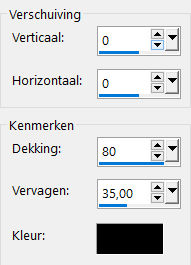 Verschuiving
Verticaal: 0
Horizontaal: 0
Kenmerken
Dekking: 80
Vervagen: 35,00
Kleur: